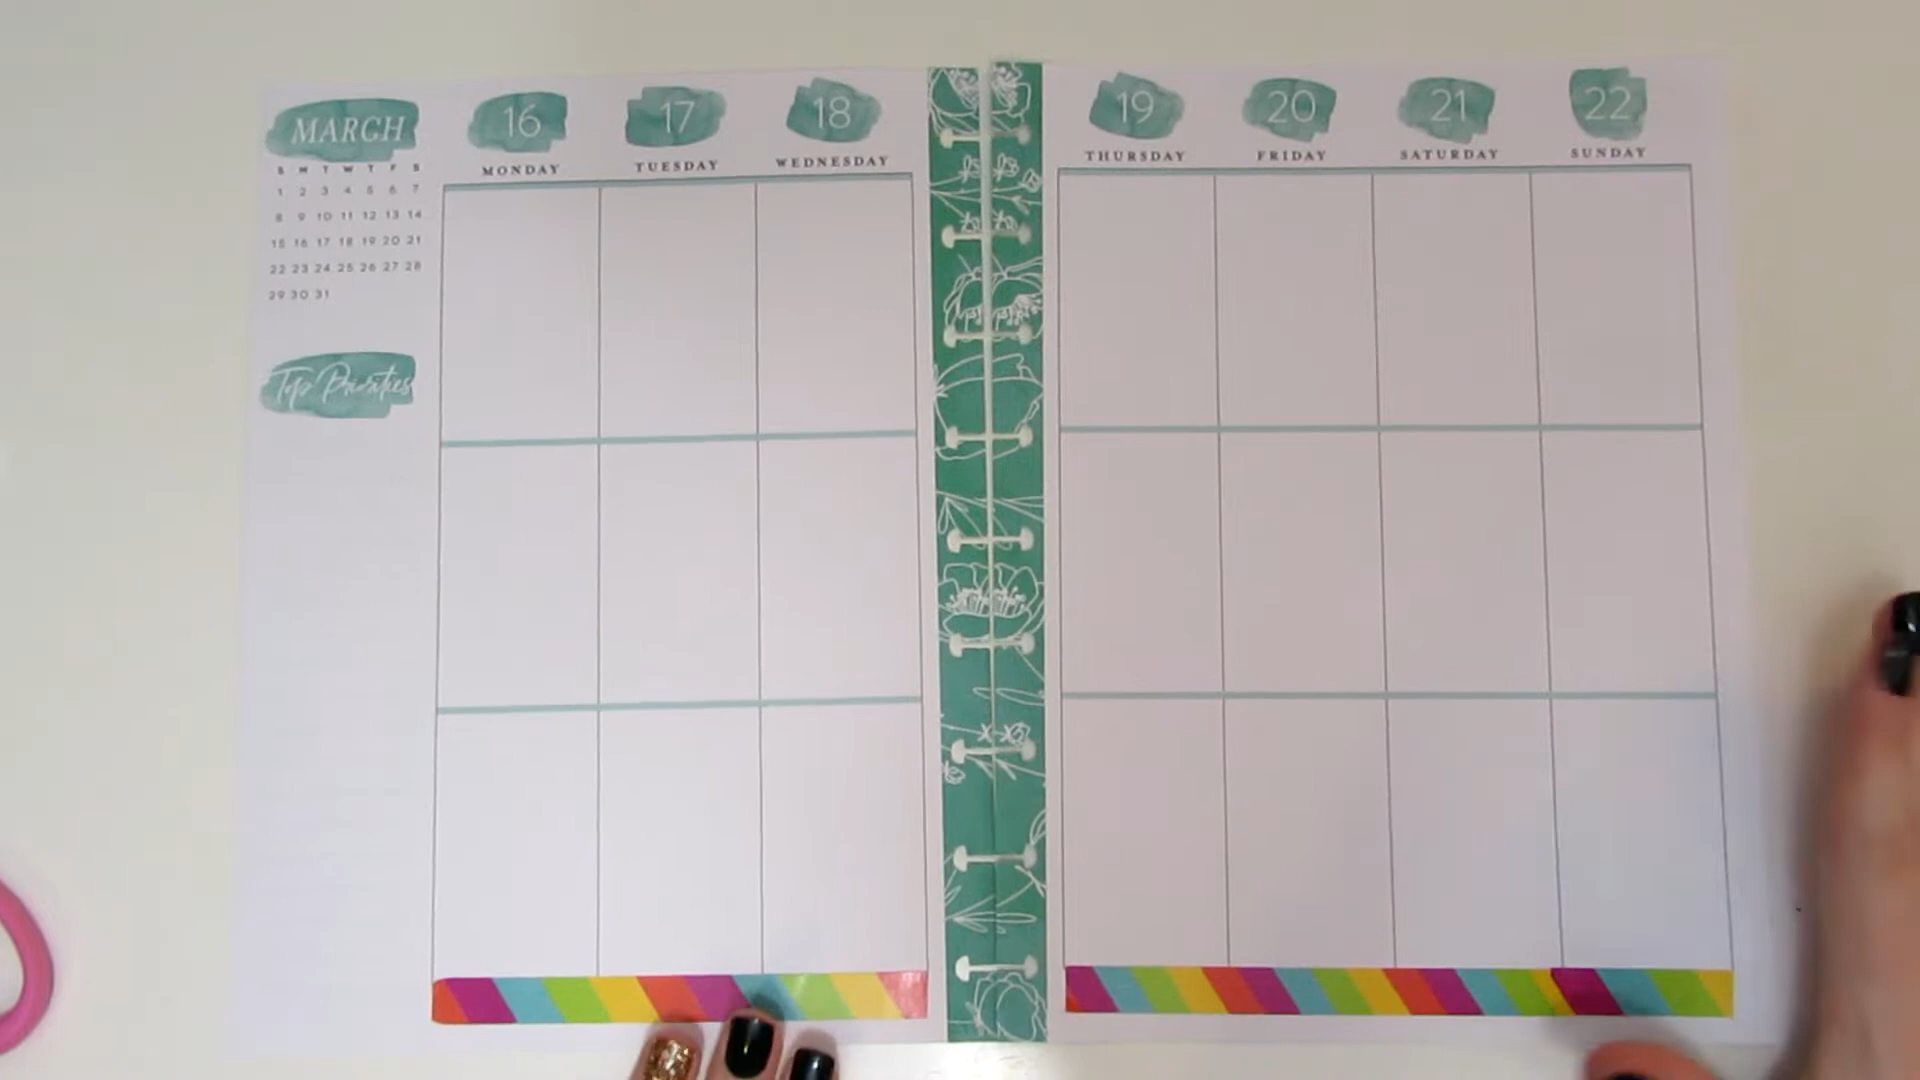 MARCH
S M T W T F S
1 2 3 4 5 6 7
8 9 10 11 12 13 14
15 16 17 18 19 20 21
22 23 24 25 26 27 28
29 30 31
Top Priorities
16 17 18
MONDAY TUESDAY WEDNESDAY
19 20 21 22
THURSDAY FRIDAY SATURDAY SUNDAY